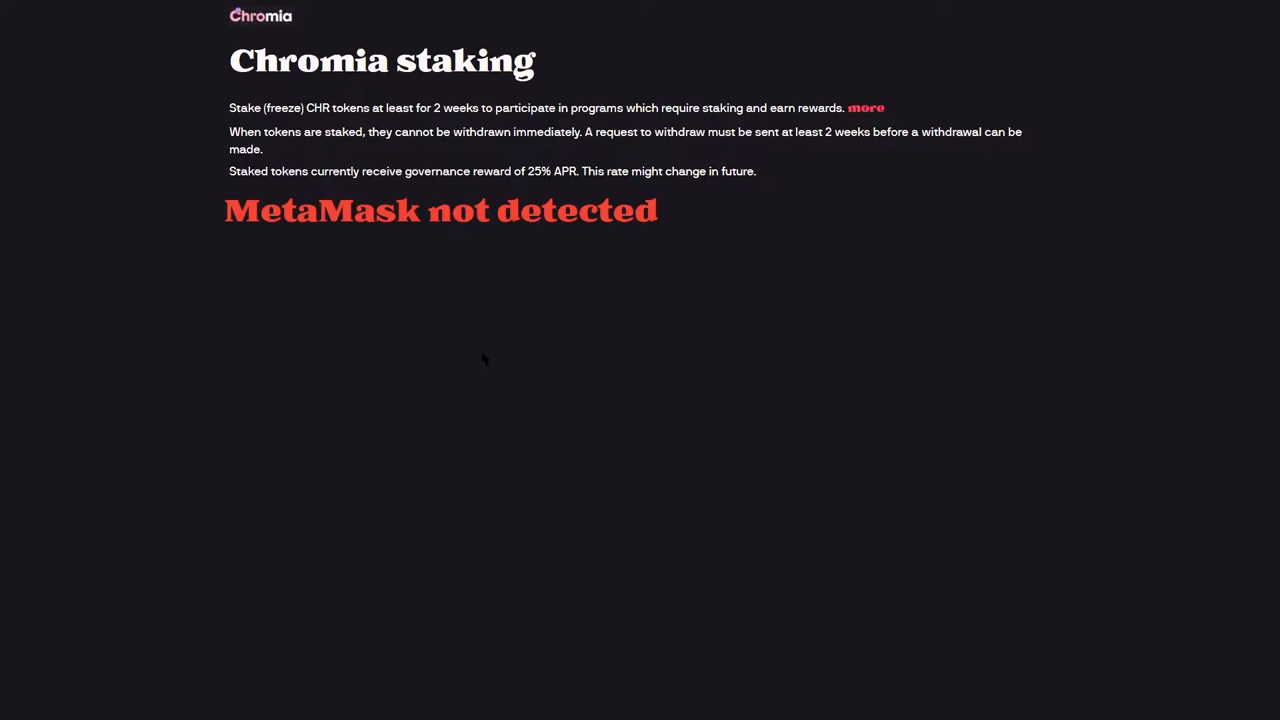 Chromia
Chromia staking
Stake (freeze) CHR tokens at least for 2 weeks to participate in programs which require staking and earn rewards. more
When tokens are staked, they cannot be withdrawn immediately. A request to withdraw must be sent at least 2 weeks before a withdrawal can be
made.
Staked tokens currently receive governance reward of 25% APR. This rate might change in future.
MetaMask not detected